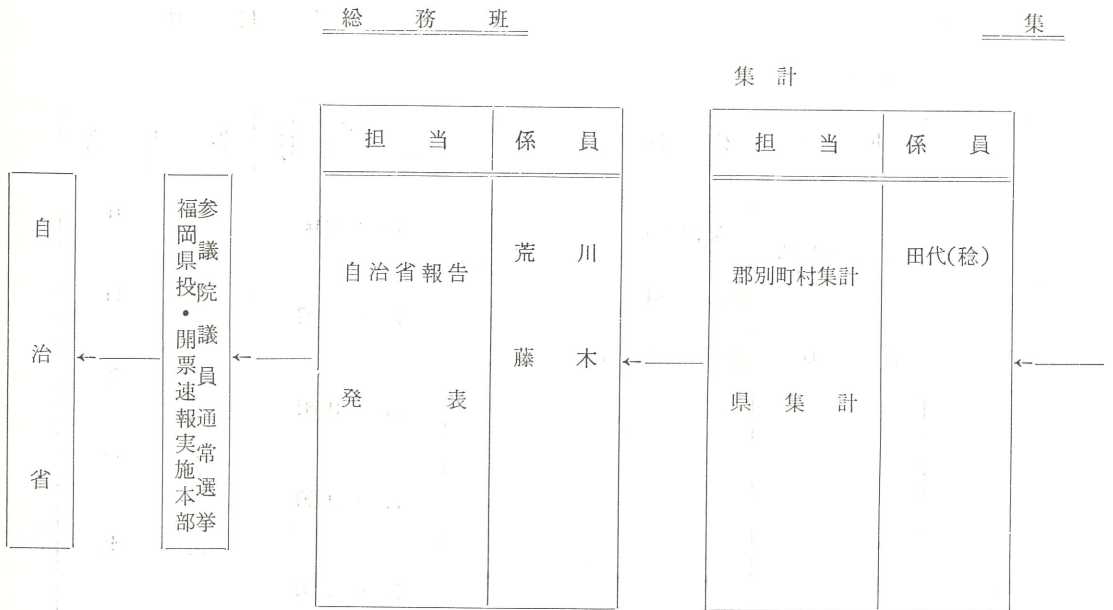 総務班
集
集計
担当 係員
自治省報告
発表
荒川
藤木
担当 係員
郡別町村集計
県集計
田代(稔)
参議院議員通常選挙
福岡県投・開票速報実施本部
自治省